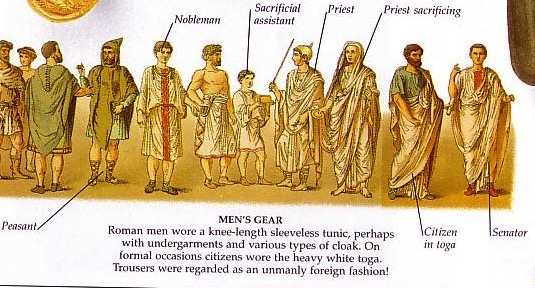 Nobleman
Sacrificial
assistant
Priest
Priest sacrificing
Peasant
MEN'S GEAR
Roman men wore a knee-length sleeveless tunic, perhaps
with undergarments and various types of cloak. On
formal occasions citizens wore the heavy white toga.
Trousers were regarded as an unmanly foreign fashion!
Citizen
in toga
Senator